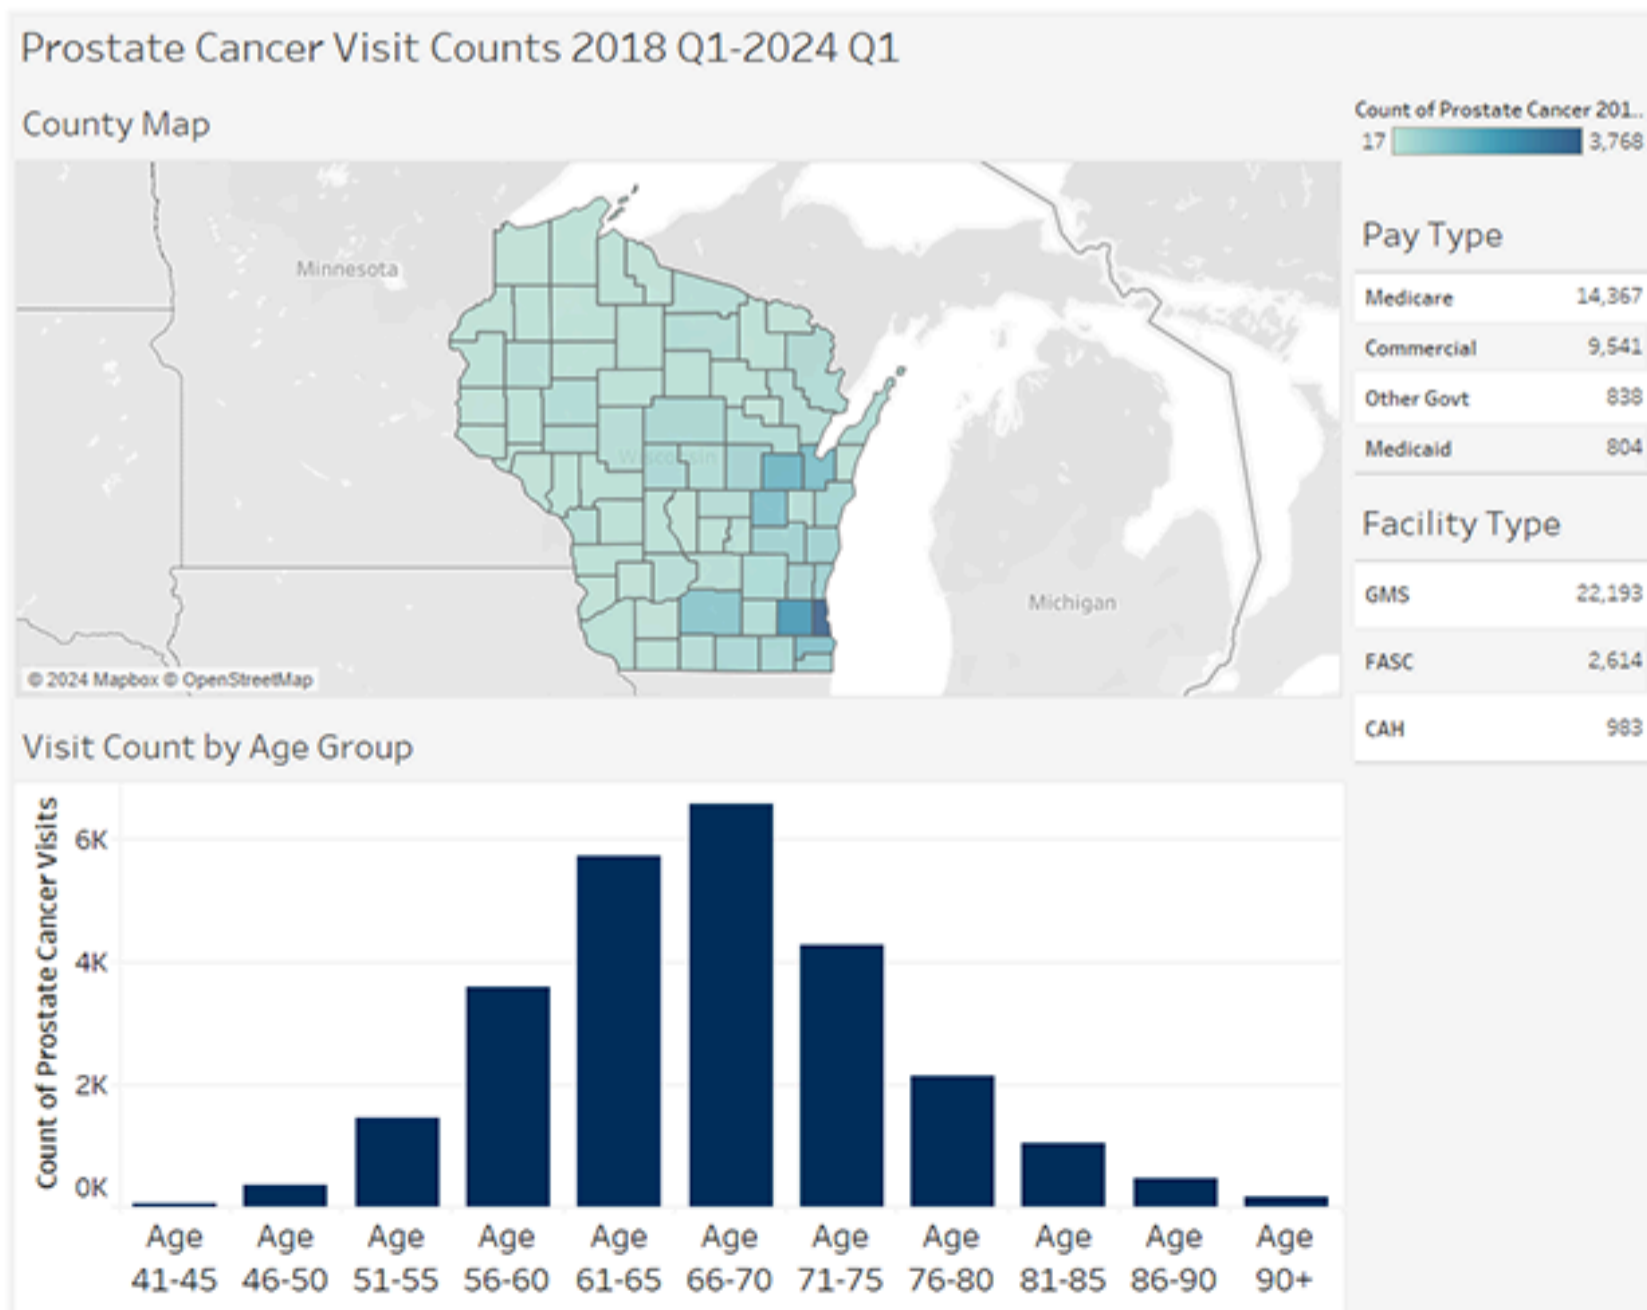 Prostate Cancer Visit Counts 2018 Q1-2024 Q1
County Map
Count of Prostate Cancer 201..
17 3,768
Minnesota
Wisconsin
Michigan
© 2024 Mapbox © OpenStreetMap
Pay Type
Medicare 14,367
Commercial 9,541
Other Govt 838
Medicaid 804
Facility Type
GMS 22,193
FASC 2,614
CAH 983
Visit Count by Age Group
Count of Prostate Cancer Visits
6K
4K
2K
0K
Age Age Age Age Age Age Age Age Age Age Age
41-45 46-50 51-55 56-60 61-65 66-70 71-75 76-80 81-85 86-90 90+